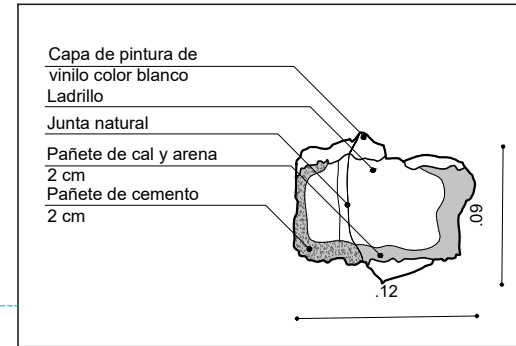 Capa de pintura de
vinilo color blanco
Ladrillo
Junta natural
Pañete de cal y arena
2 cm
Pañete de cemento
2 cm
.09
.12